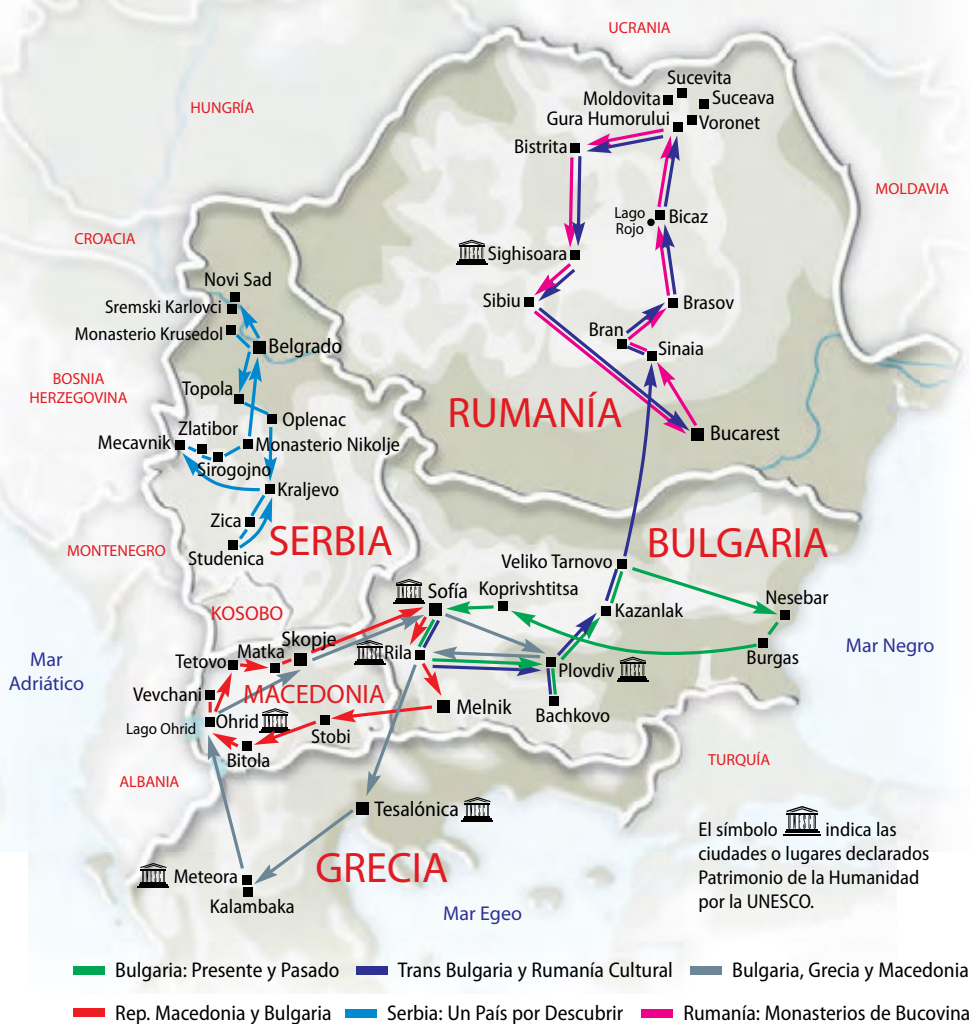 UCRANIA
HUNGRÍA
MOLDAVIA
CROACIA
BOSNIA
HERZEGOVINA
MONTENEGRO
KOSOBO
ALBANIA
TURQUÍA
Mar
Adriático
Mar Negro
Mar Egeo
RUMANÍA
Sucevita
Moldovita
Suceava
Gura Humorului
Voronet
Bistrita
Lago
Rojo
Bicaz
Sighisoara
Sibiu
Brasov
Bran
Sinaia
Bucarest
SERBIA
Novi Sad
Sremski Karlovci
Monasterio Krusedol
Belgrado
Topola
Oplenac
Zlatibor
Mecavnik
Monasterio Nikolje
Sirogojno
Kraljevo
Zica
Studenica
BULGARIA
Veliko Tarnovo
Sofía
Koprivshtitsa
Kazanlak
Nesebar
Burgas
Rila
Plovdiv
Bachkovo
Melnik
MACEDONIA
Skopje
Matka
Tetovo
Vevchani
Lago Ohrid
Ohrid
Stobi
Bitola
GRECIA
Tesalónica
Meteora
Kalambaka
El símbolo indica las
ciudades o lugares declarados
Patrimonio de la Humanidad
por la UNESCO.
Bulgaria: Presente y Pasado
Trans Bulgaria y Rumanía Cultural
Bulgaria, Grecia y Macedonia
Rep. Macedonia y Bulgaria
Serbia: Un País por Descubrir
Rumanía: Monasterios de Bucovina